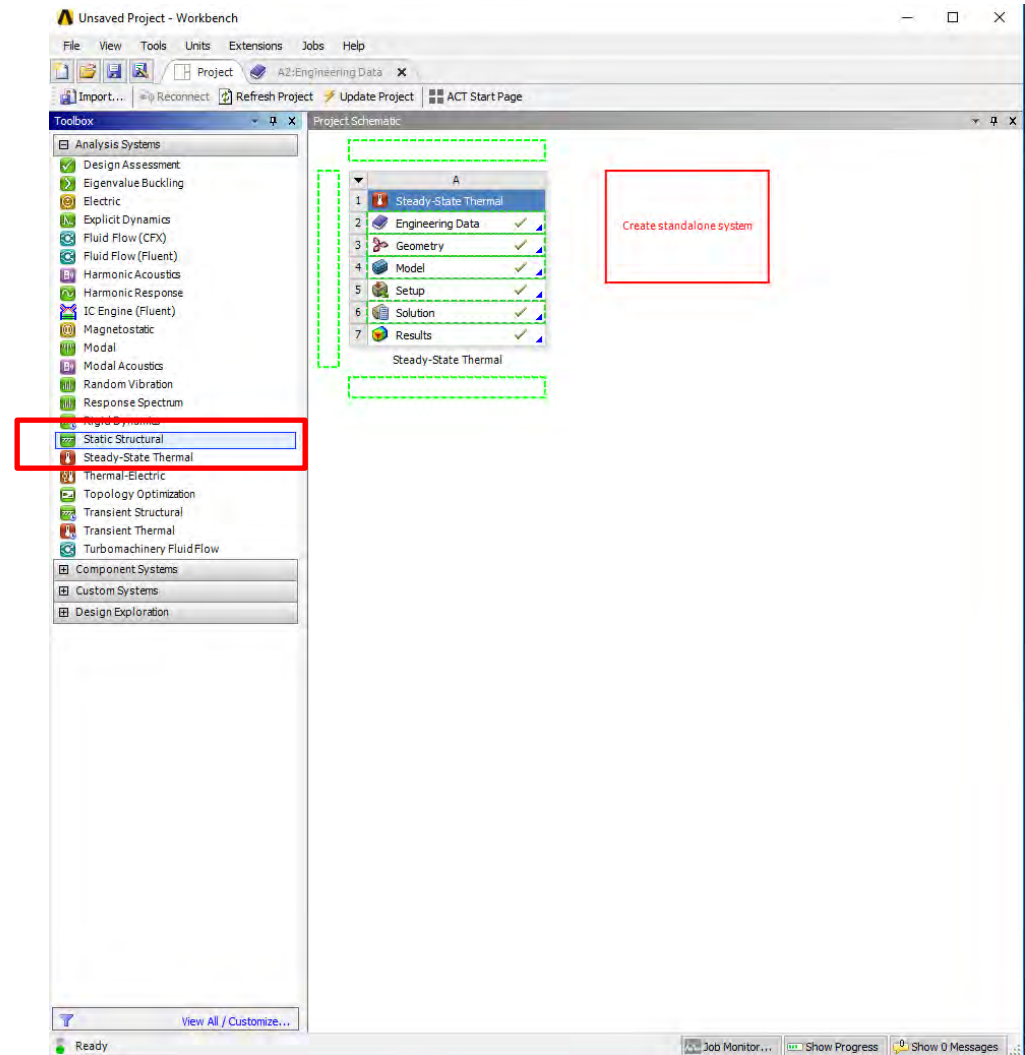 Unsaved Project - Workbench
File View Tools Units Extensions Jobs Help
Project A2:Engineering Data
Import... Reconnect Refresh Project Update Project ACT Start Page
Toolbox
Project Schematic
Analysis Systems
Design Assessment
Eigenvalue Buckling
Electric
Explicit Dynamics
Fluid Flow (CFX)
Fluid Flow (Fluent)
Harmonic Acoustics
Harmonic Response
IC Engine (Fluent)
Magnetostatic
Modal
Modal Acoustics
Random Vibration
Response Spectrum
Rigid Dynamics
Static Structural
Steady-State Thermal
Thermal-Electric
Topology Optimization
Transient Structural
Transient Thermal
Turbomachinery Fluid Flow
Component Systems
Custom Systems
Design Exploration
View All / Customize...
A
1 Steady-State Thermal
2 Engineering Data
3 Geometry
4 Model
5 Setup
6 Solution
7 Results
Steady-State Thermal
Create standalone system
Ready
Job Monitor... Show Progress Show 0 Messages